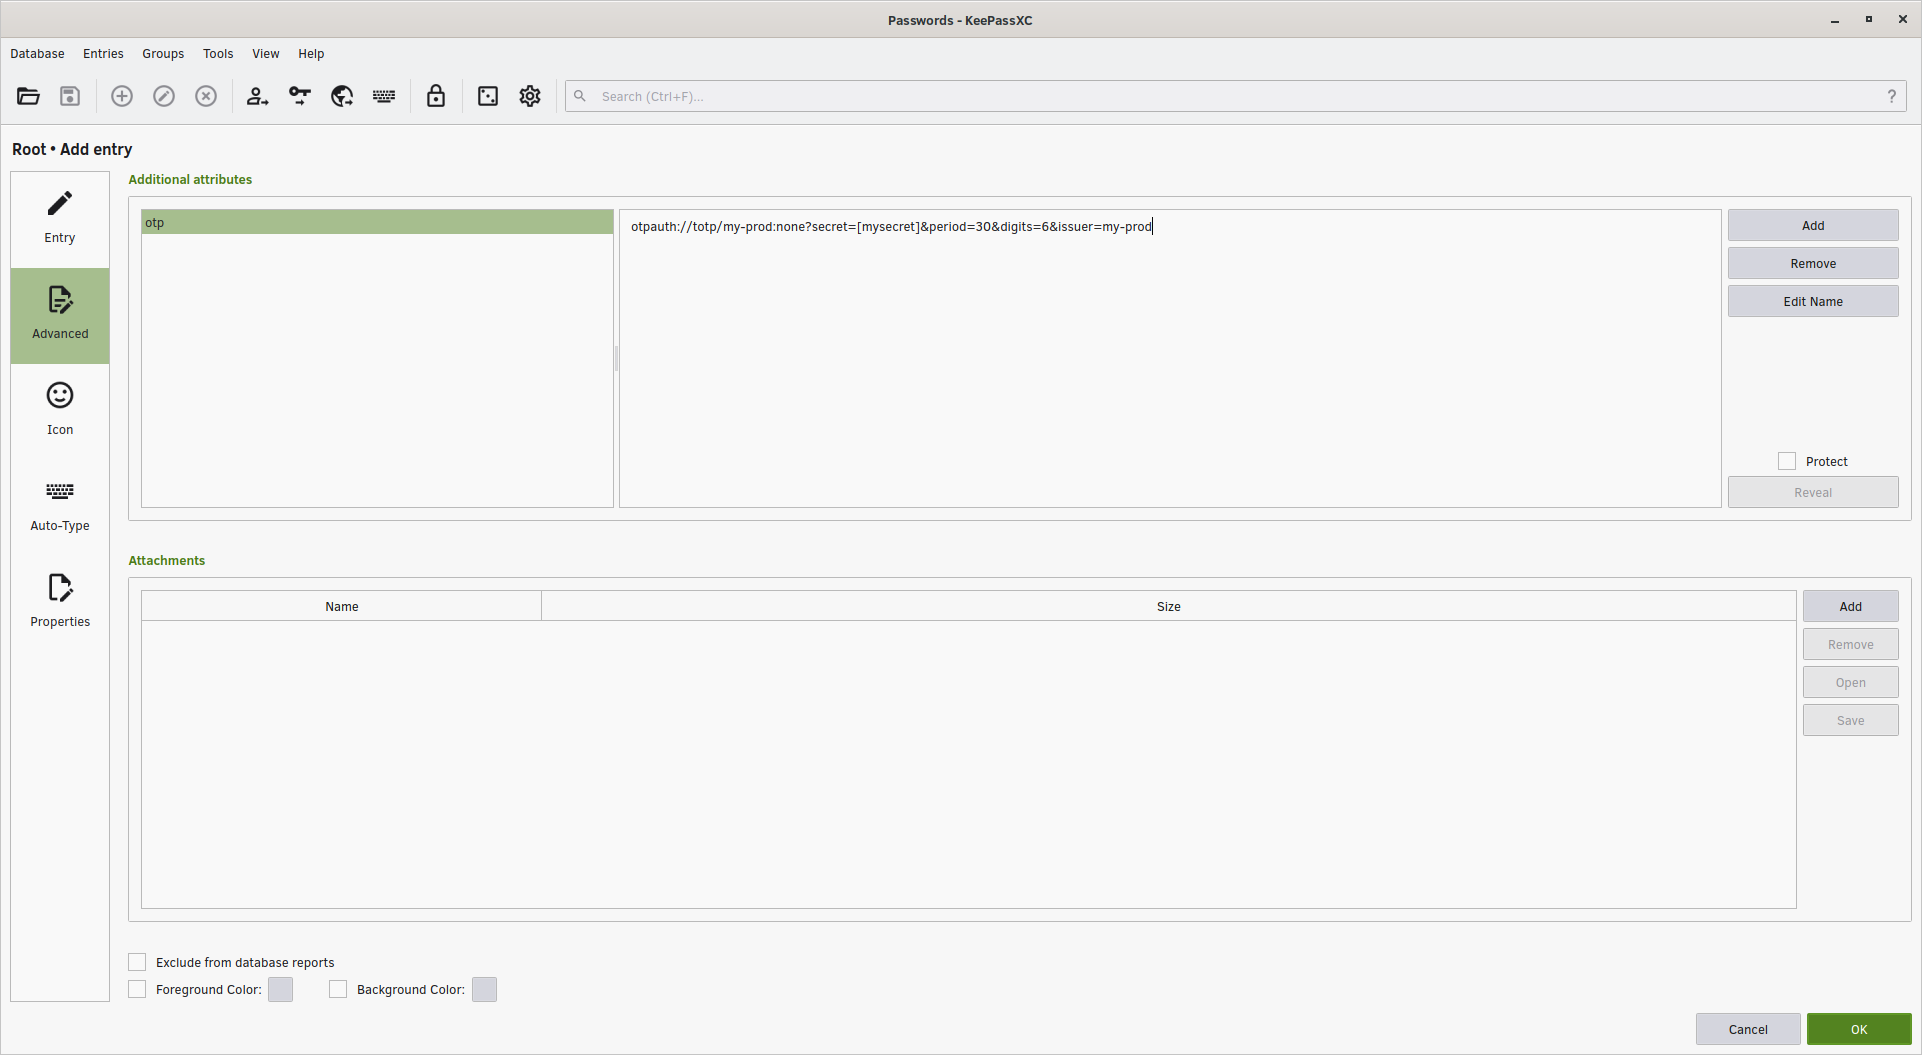 Passwords - KeePassXC
Database Entries Groups Tools View Help
Search (Ctrl+F)... ?
Root • Add entry
Entry
Advanced
Icon
Auto-Type
Properties
Additional attributes
otp
otpauth://totp/my-prod:none?secret=[mysecret]&period=30&digits=6&issuer=my-prod
Add
Remove
Edit Name
Protect
Reveal
Attachments
Name Size
Add
Remove
Open
Save
Exclude from database reports
Foreground Color: Background Color:
Cancel OK